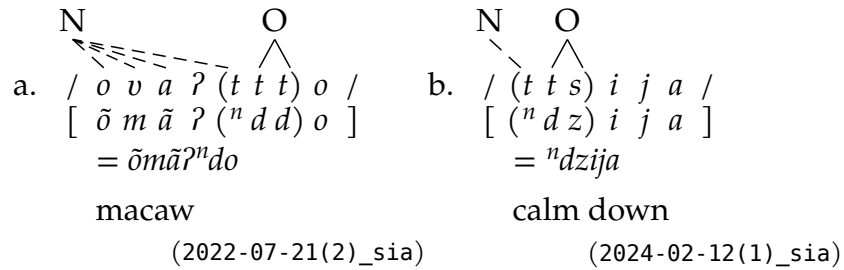 N O N O
a. / o ʋ a ʔ (t t t) o / b. / (t t s) i j a /
[ õ m ã ʔ (ⁿ d d) o ] [ (ⁿ d z) i j a ]
= õmãʔⁿdo = ⁿdzija
macaw calm down
(2022-07-21(2)_sia) (2024-02-12(1)_sia)